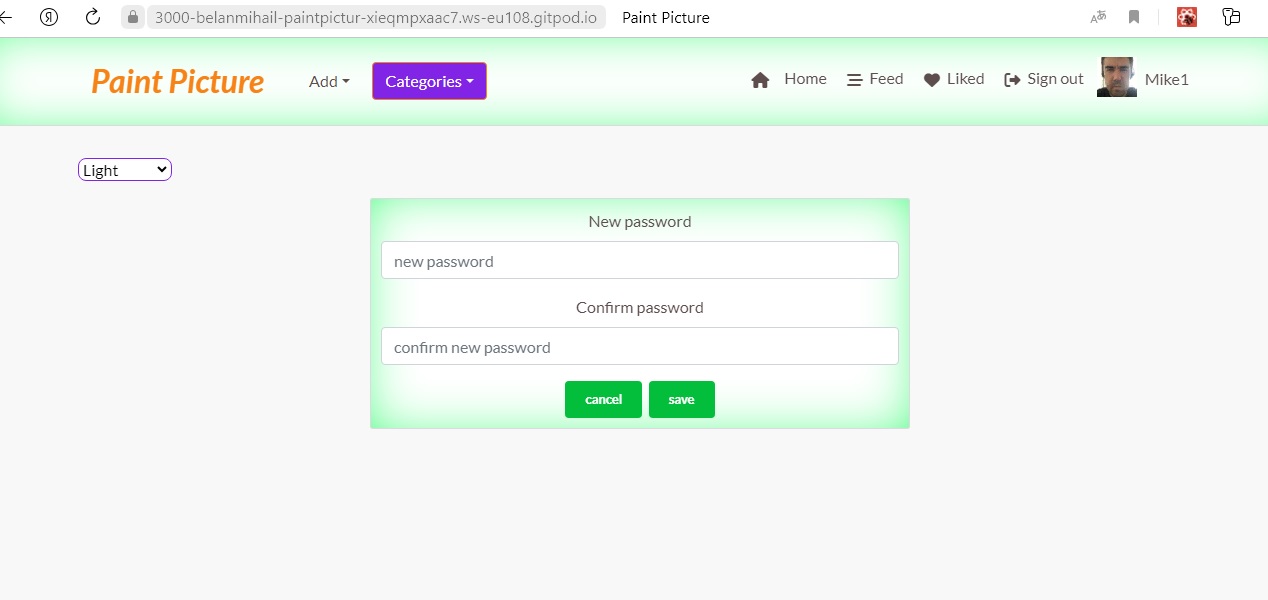 3000-belanmihail-paintpictur-xieqmpxaac7.ws-eu108.gitpod.io Paint Picture
Paint Picture Add Categories Home Feed Liked Sign out Mike1
Light
New password
new password
Confirm password
confirm new password
cancel save